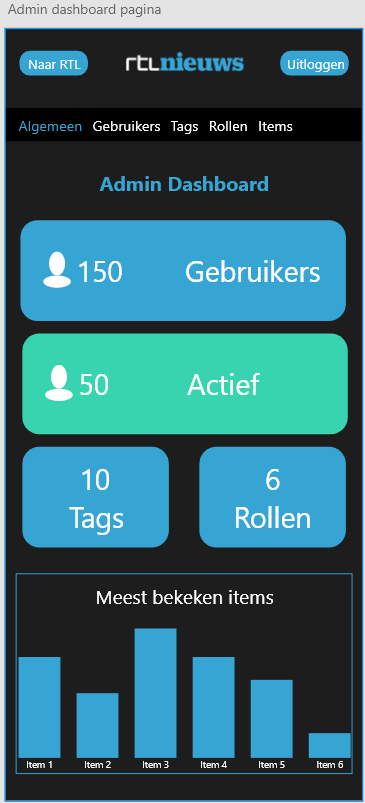 Admin dashboard pagina
Naar RTL rtlnieuws Uitloggen
Algemeen Gebruikers Tags Rollen Items
Admin Dashboard
150 Gebruikers
50 Actief
10 6
Tags Rollen
Meest bekeken items
Item 1 Item 2 Item 3 Item 4 Item 5 Item 6